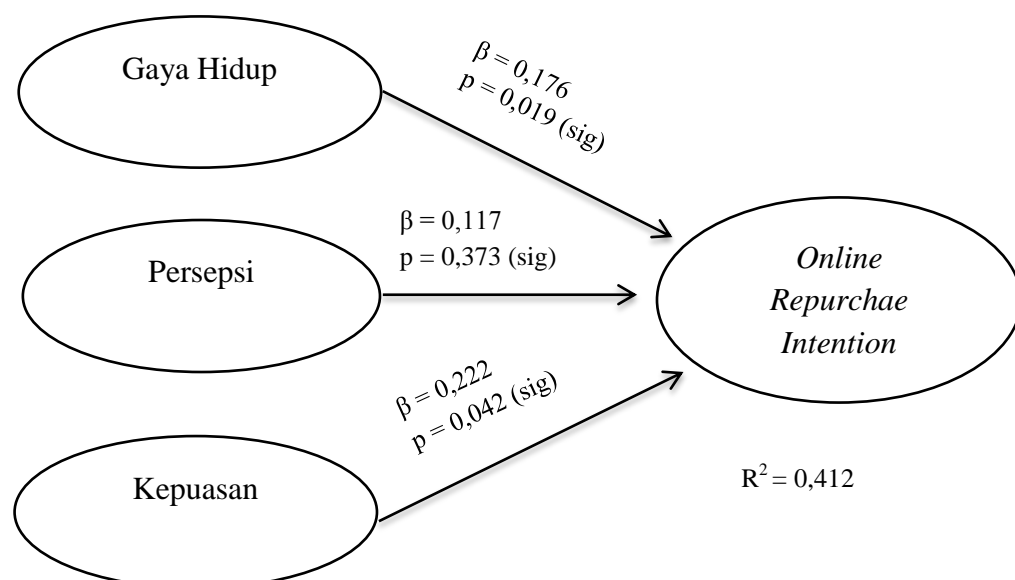 Gaya Hidup
β = 0,176
p = 0,019 (sig)
Persepsi
β = 0,117
p = 0,373 (sig)
Online
Repurchae
Intention
Kepuasan
β = 0,222
p = 0,042 (sig)
R² = 0,412